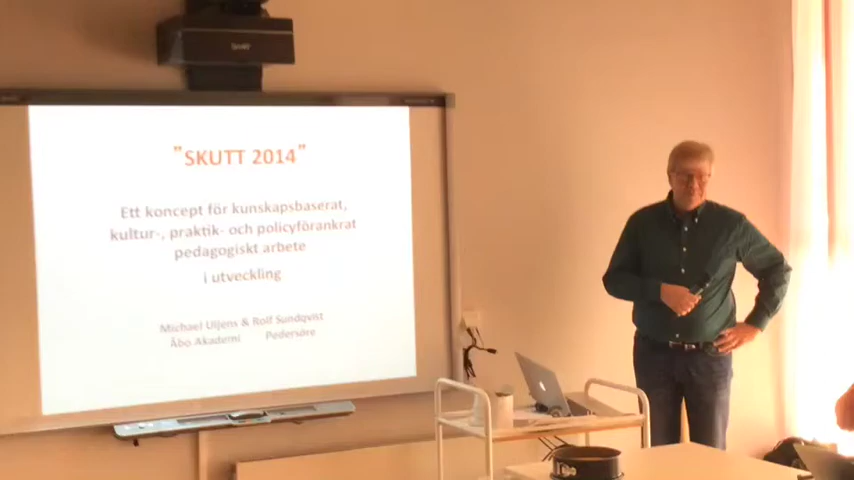 "SKUTT 2014"
Ett koncept för kunskapsbaserat,
kultur-, praktik- och policyförankrat
pedagogiskt arbete
i utveckling
Michael Uljens & Rolf Sundqvist
Åbo Akademi Pedersöre